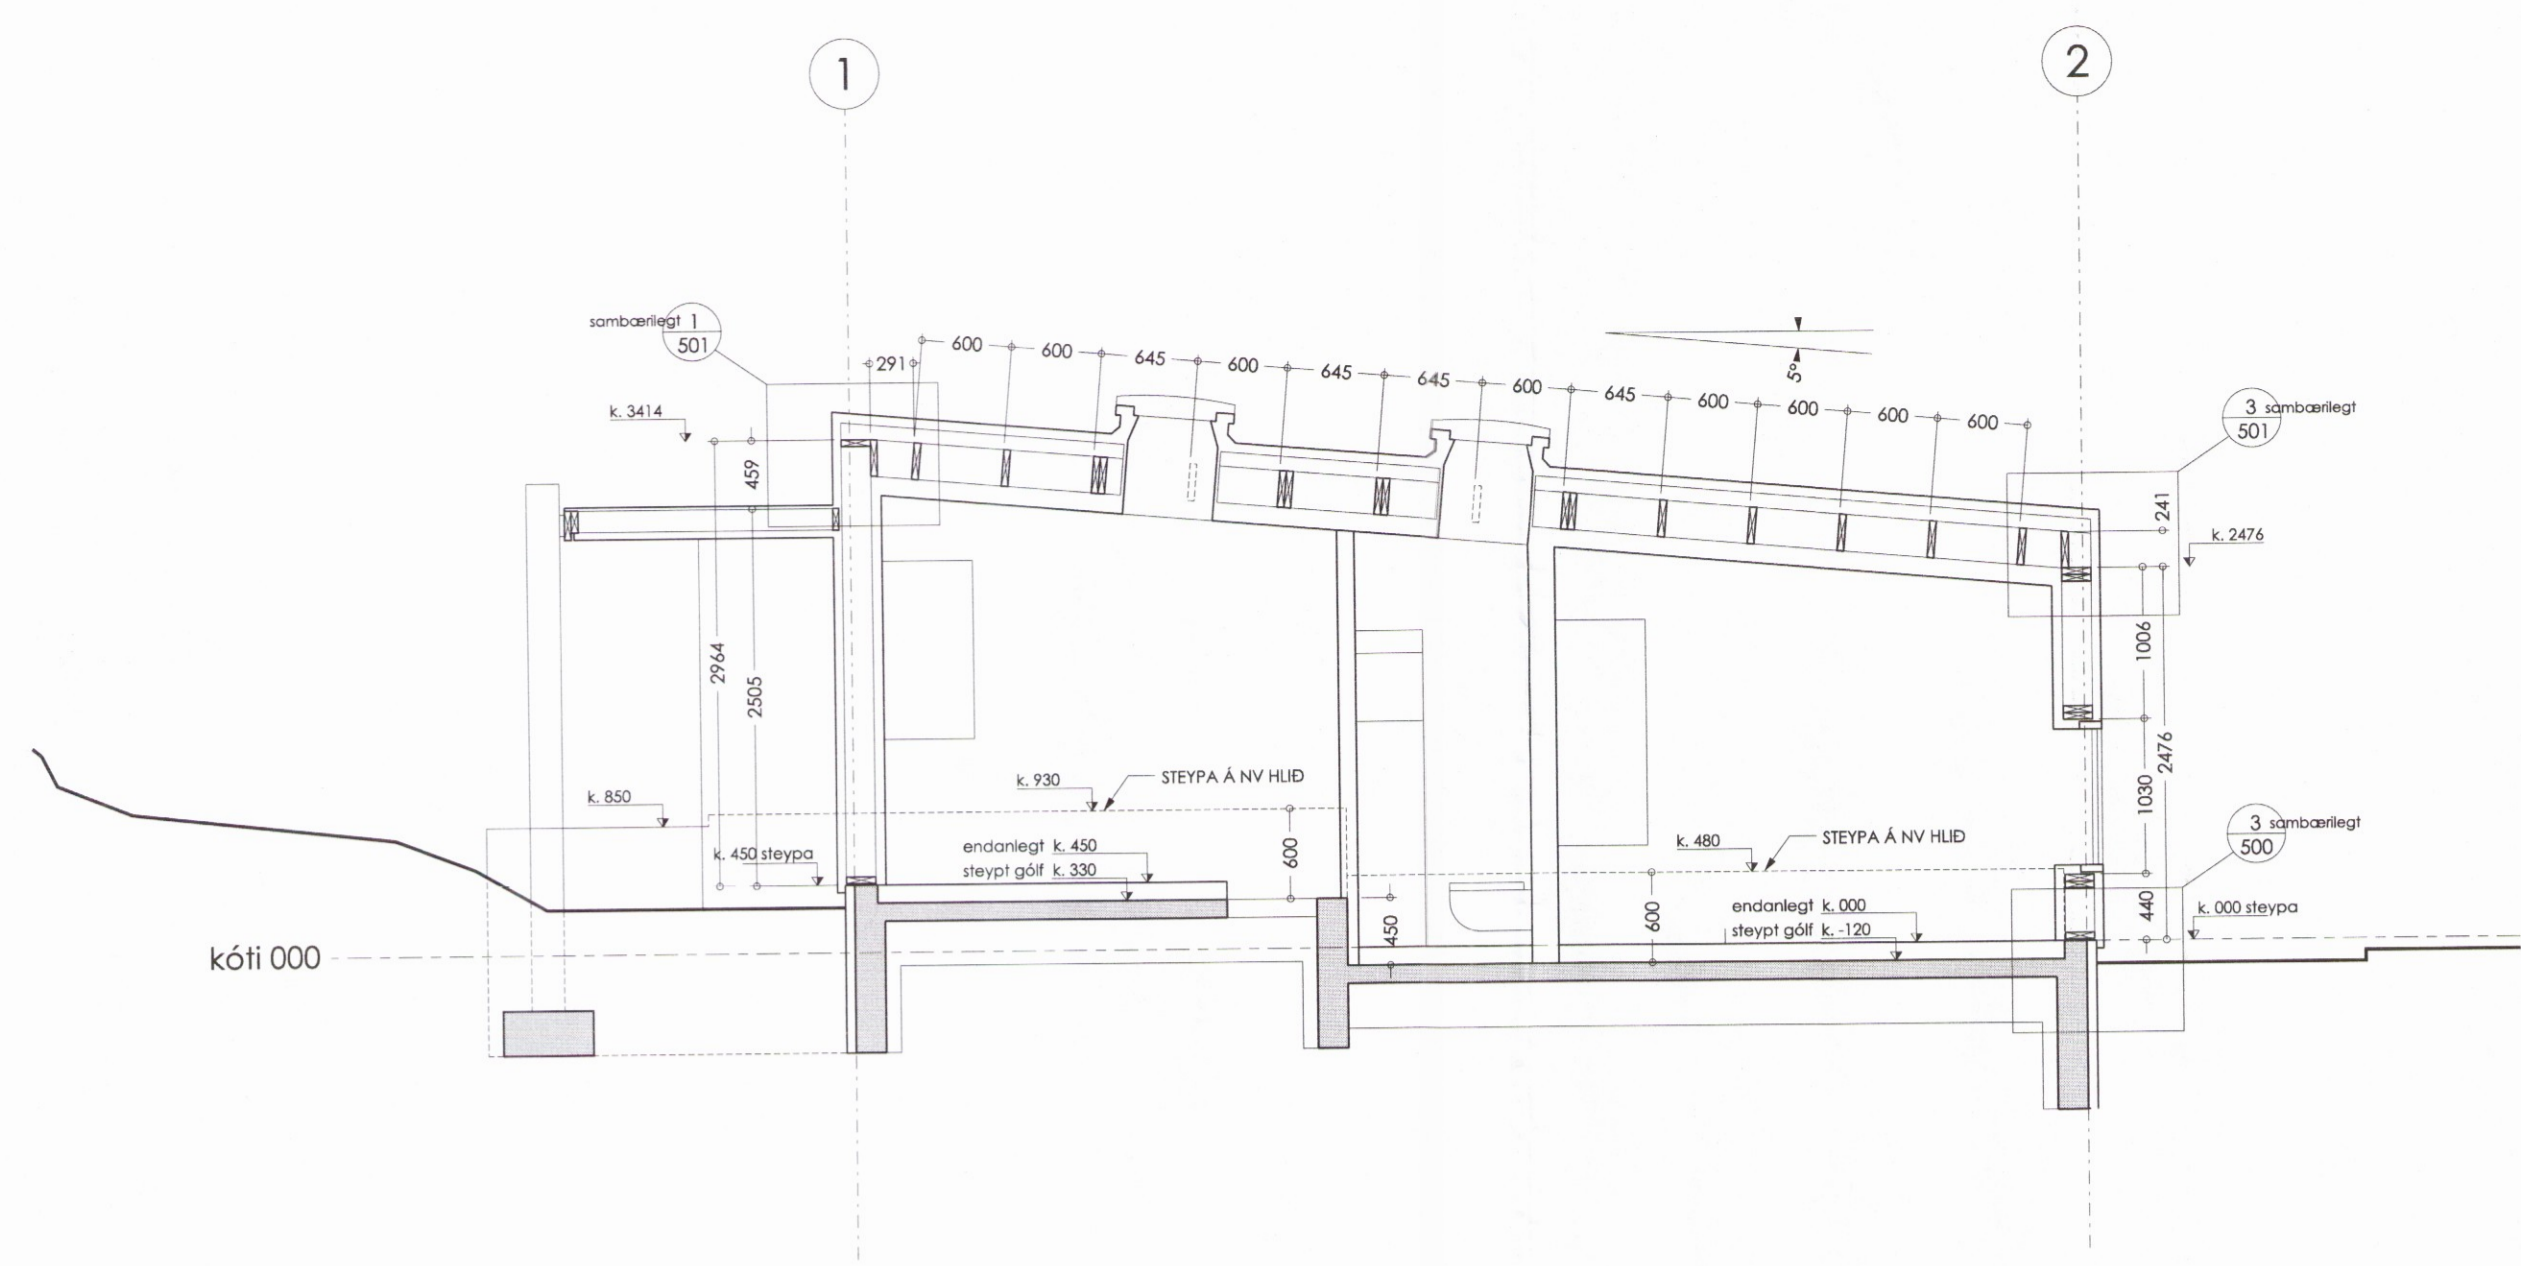 1
2
sambærilegt 1
501
291
600
600
645
600
645
645
600
645
600
600
600
600
5°
k. 3414
459
3 sambærilegt
501
241
k. 2476
2964
2505
1006
2476
1030
k. 930
STEYPA Á NV HLIÐ
k. 850
k. 450 steypa
endanlegt k. 450
steypt gólf k. 330
600
450
k. 480
STEYPA Á NV HLIÐ
3 sambærilegt
500
600
endanlegt k. 000
steypt gólf k. -120
440
k. 000 steypa
kóti 000